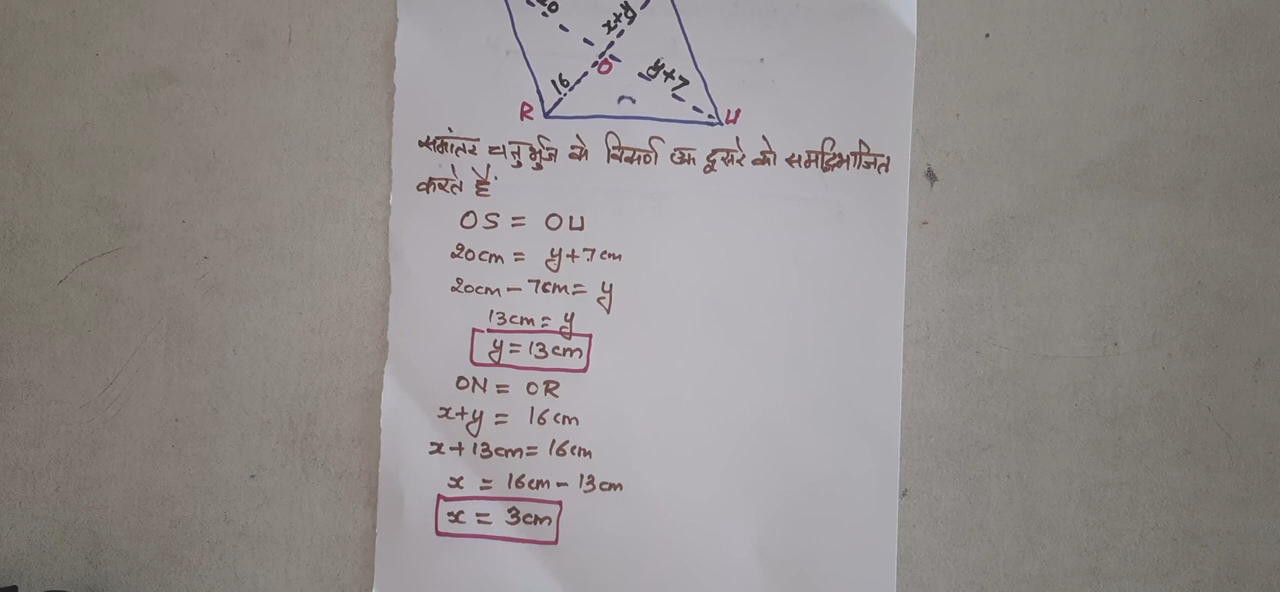 20
x+y
O
16
y+7
R
U
समांतर चतुर्भुज के विकर्ण एक दूसरे को समद्विभाजित
करते हैं
OS = OU
20cm = y+7cm
20cm - 7cm = y
13cm = y
y = 13cm
ON = OR
x+y = 16cm
x+13cm = 16cm
x = 16cm - 13cm
x = 3cm